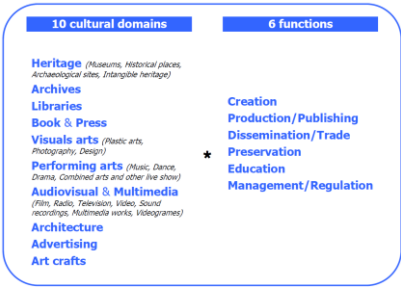 10 cultural domains
Heritage (Museums, Historical places,
Archaeological sites, Intangible heritage)
Archives
Libraries
Book & Press
Visuals arts (Plastic arts,
Photography, Design)
Performing arts (Music, Dance,
Drama, Combined arts and other live show)
Audiovisual & Multimedia
(Film, Radio, Television, Video, Sound
recordings, Multimedia works, Videogrames)
Architecture
Advertising
Art crafts
*
6 functions
Creation
Production/Publishing
Dissemination/Trade
Preservation
Education
Management/Regulation